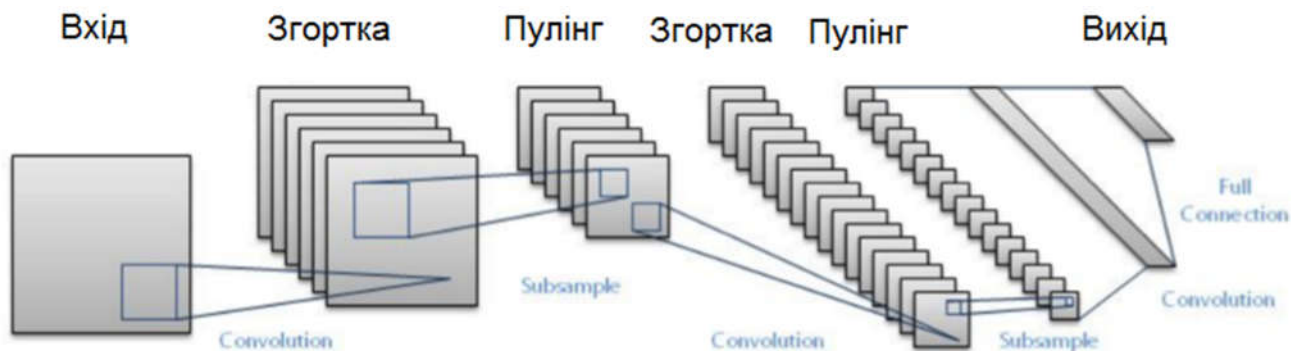 Вхід Згортка Пулінг Згортка Пулінг Вихід
Full
Connection
Subsample
Convolution
Convolution
Convolution
Subsample